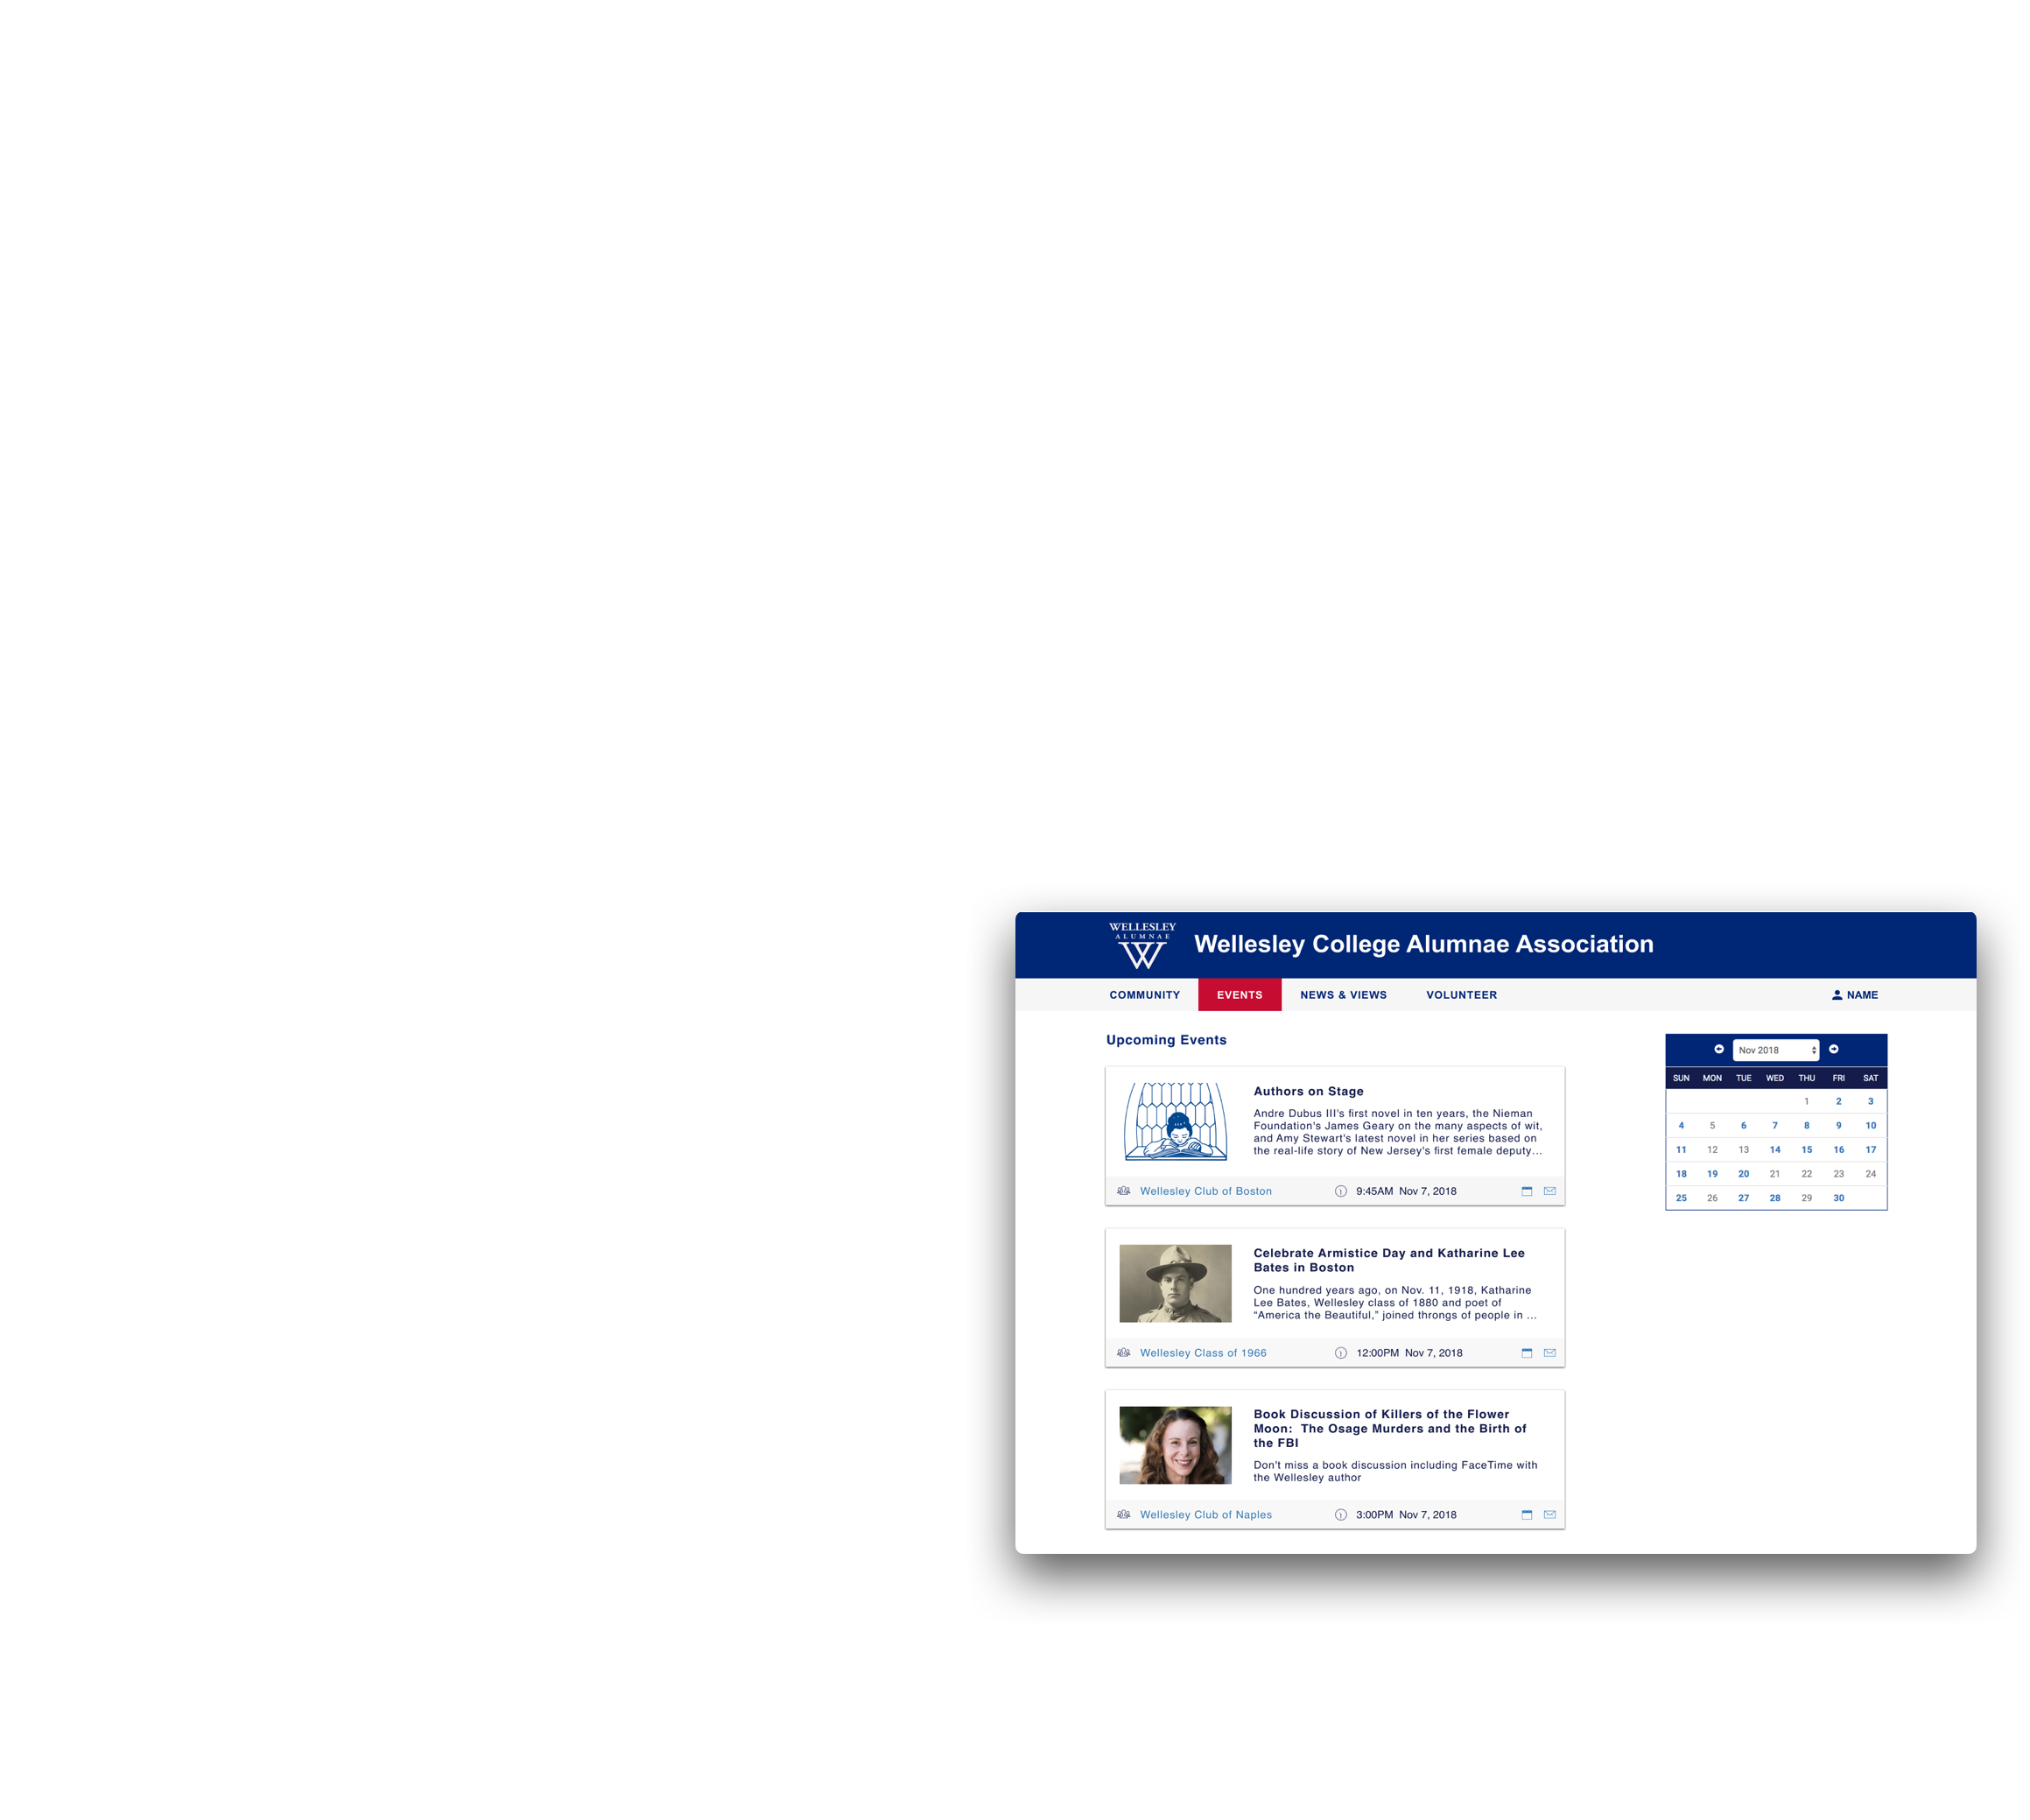 WELLESLEY
ALUMNAE
W
Wellesley College Alumnae Association
COMMUNITY EVENTS NEWS & VIEWS VOLUNTEER NAME
Upcoming Events
Authors on Stage
Andre Dubus III's first novel in ten years, the Nieman
Foundation's James Geary on the many aspects of wit,
and Amy Stewart's latest novel in her series based on
the real-life story of New Jersey's first female deputy...
Wellesley Club of Boston 9:45AM Nov 7, 2018
Celebrate Armistice Day and Katharine Lee
Bates in Boston
One hundred years ago, on Nov. 11, 1918, Katharine
Lee Bates, Wellesley class of 1880 and poet of
“America the Beautiful,” joined throngs of people in ...
Wellesley Class of 1966 12:00PM Nov 7, 2018
Book Discussion of Killers of the Flower
Moon: The Osage Murders and the Birth of
the FBI
Don't miss a book discussion including FaceTime with
the Wellesley author
Wellesley Club of Naples 3:00PM Nov 7, 2018
Nov 2018
SUN MON TUE WED THU FRI SAT
1 2 3
4 5 6 7 8 9 10
11 12 13 14 15 16 17
18 19 20 21 22 23 24
25 26 27 28 29 30